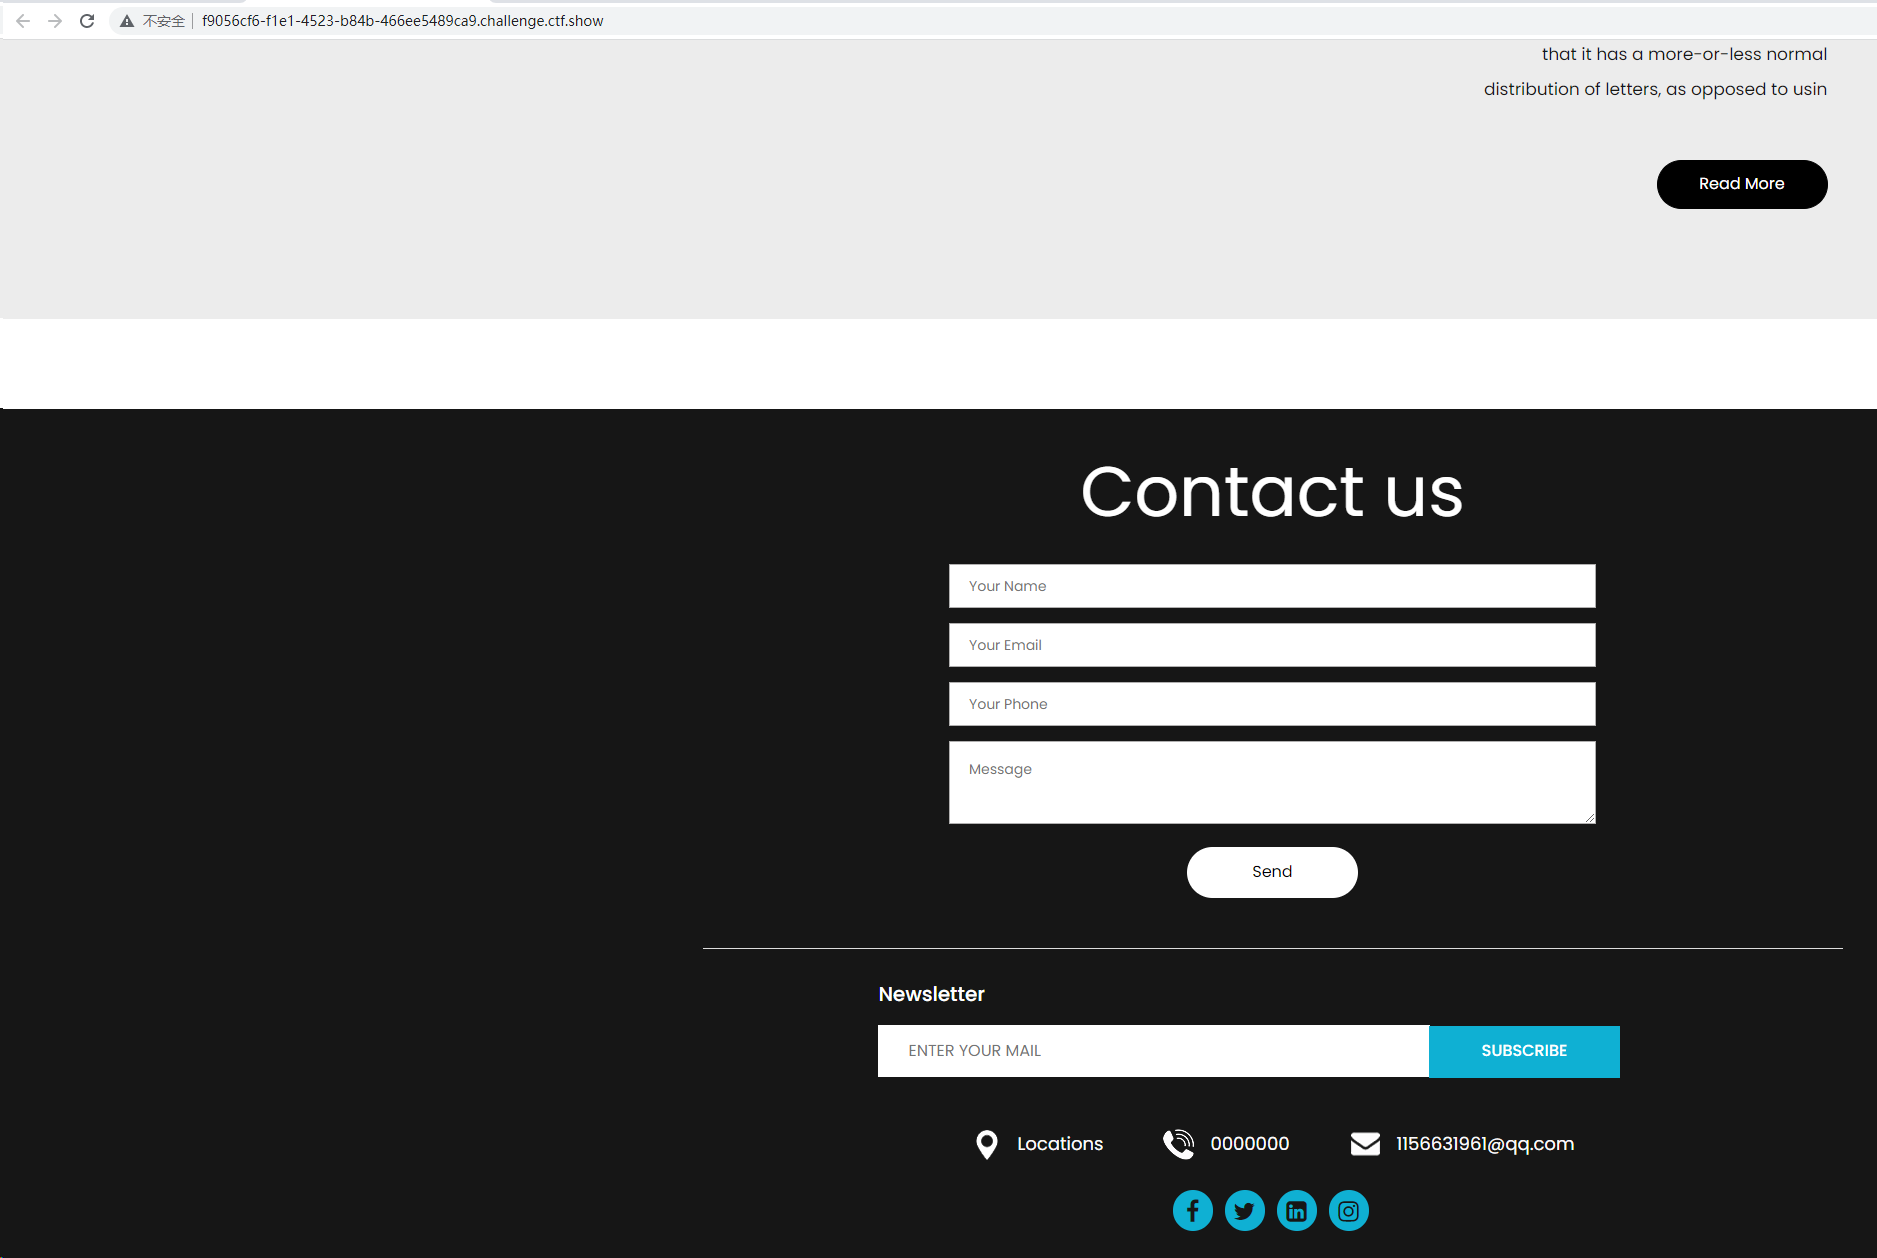 不安全 f9056cf6-f1e1-4523-b84b-466ee5489ca9.challenge.ctf.show
that it has a more-or-less normal
distribution of letters, as opposed to usin
Read More
Contact us
Your Name
Your Email
Your Phone
Message
Send
Newsletter
ENTER YOUR MAIL SUBSCRIBE
Locations 0000000 1156631961@qq.com